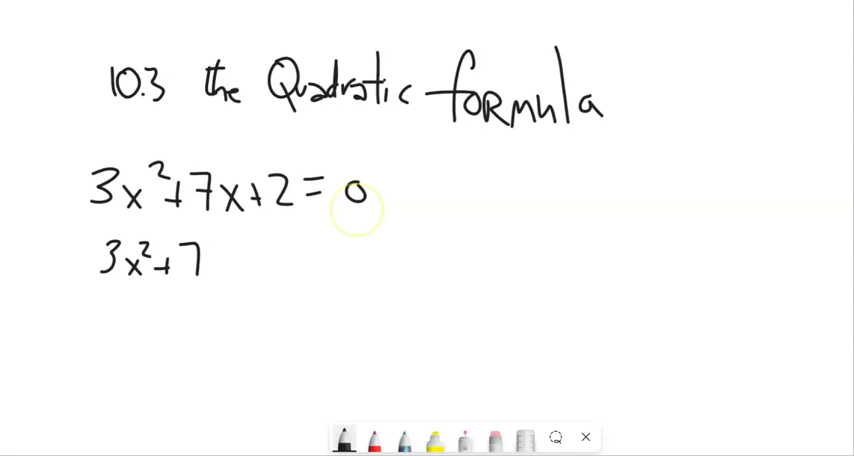 10.3 the Quadratic formula
3x²+7x+2=0
3x²+7